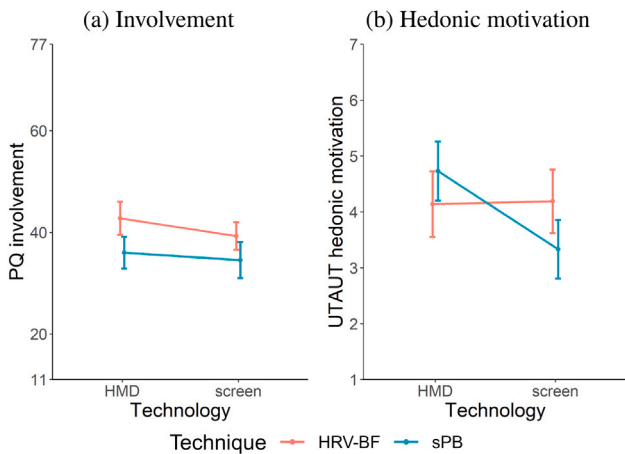 (a) Involvement
77
60
40
20
11
PQ involvement
HMD
screen
Technology
(b) Hedonic motivation
7
6
5
4
3
2
1
UTAUT hedonic motivation
HMD
screen
Technology
Technique HRV-BF sPB